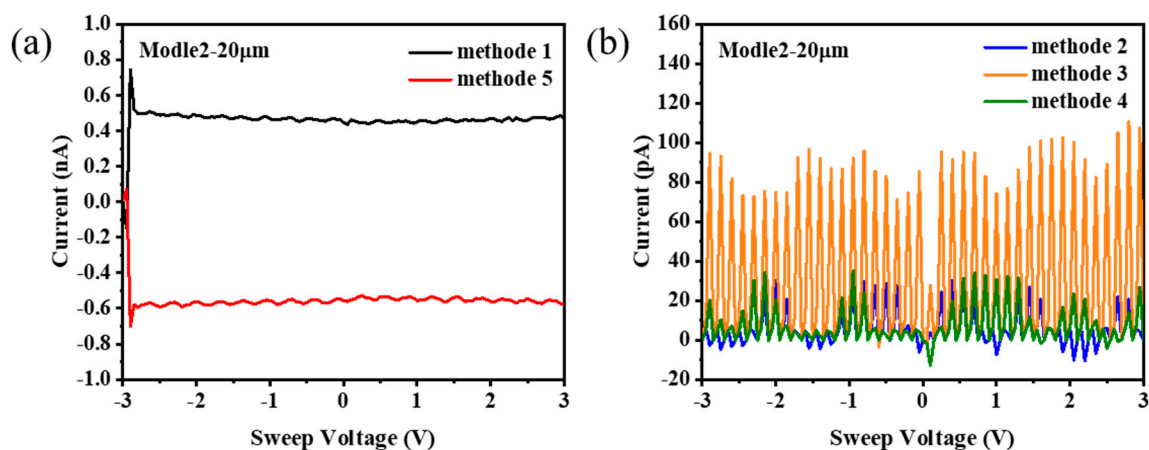 (a)
Modle2-20μm
methode 1
methode 5
Current (nA)
1.0
0.8
0.6
0.4
0.2
0.0
-0.2
-0.4
-0.6
-0.8
-1.0
-3 -2 -1 0 1 2 3
Sweep Voltage (V)
(b)
Modle2-20μm
methode 2
methode 3
methode 4
Current (pA)
160
140
120
100
80
60
40
20
0
-20
-3 -2 -1 0 1 2 3
Sweep Voltage (V)